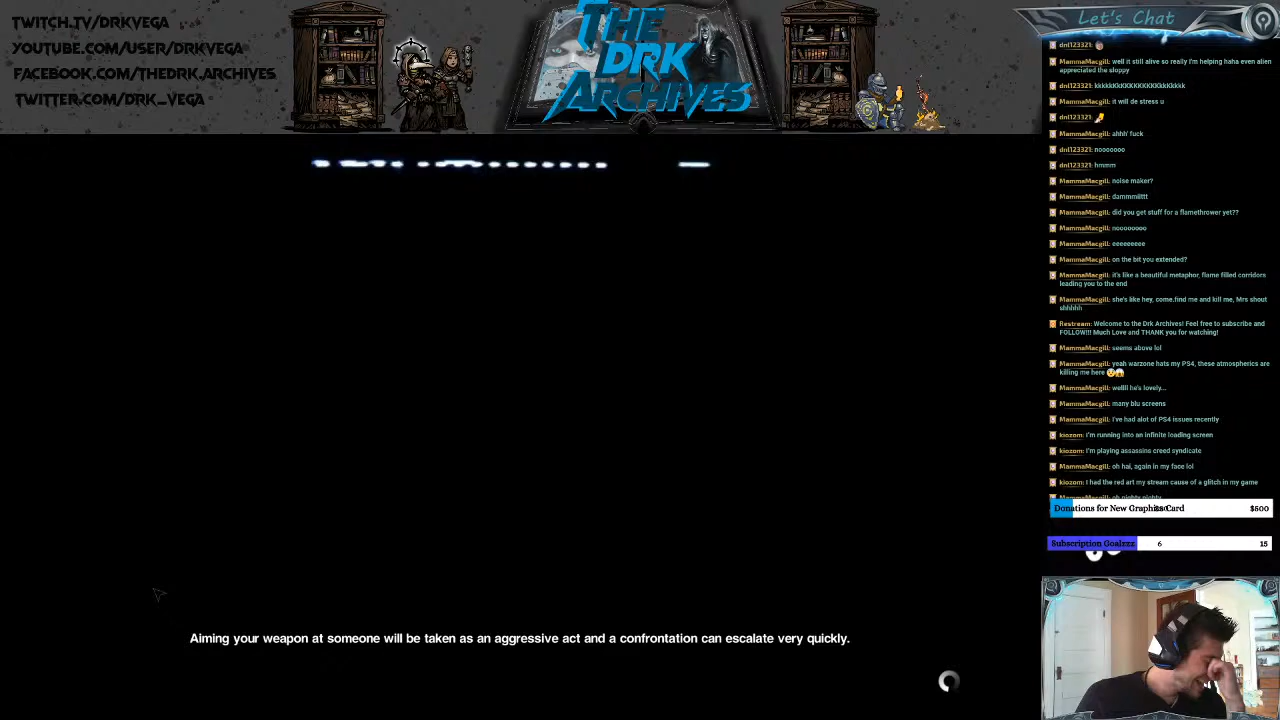 TWITCH.TV/DRKVEGA
YOUTUBE.COM/USER/DRKVEGA
FACEBOOK.COM/THEDRK.ARCHIVES
TWITTER.COM/DRK_VEGA
THE
DRK
ARCHIVES
Let's Chat
dnl123321:
MammaMacgill: well it still alive so really I'm helping haha even alien
appreciated the sloppy
dnl123321: kkkkkKKKKKKKKKKKKKKKKKKK
MammaMacgill: it will de stress u
dnl123321:
MammaMacgill: ahhh' fuck
dnl123321: nooooooo
dnl123321: hmmm
MammaMacgill: noise maker?
MammaMacgill: dammmiittt
MammaMacgill: did you get stuff for a flamethrower yet??
MammaMacgill: noooooooo
MammaMacgill: eeeeeeeee
MammaMacgill: on the bit you extended?
MammaMacgill: it's like a beautiful metaphor, flame filled corridors
leading you to the end
MammaMacgill: she's like hey, come.find me and kill me, Mrs shout
shhhhh
Restream: Welcome to the Drk Archives! Feel free to subscribe and
FOLLOW!!! Much Love and THANK you for watching!
MammaMacgill: seems above lol
MammaMacgill: yeah warzone hats my PS4, these atmospherics are
killing me here
MammaMacgill: wellll he's lovely...
MammaMacgill: many blu screens
MammaMacgill: I've had alot of PS4 issues recently
kiozom: i'm running into an infinite loading screen
kiozom: I'm playing assassins creed syndicate
MammaMacgill: oh hai, again in my face lol
kiozom: I had the red art my stream cause of a glitch in my game
MammaMacgill: oh nighty nighty
Donations for New Graphics Card $500
Subscription Goalzzz 6 15
Aiming your weapon at someone will be taken as an aggressive act and a confrontation can escalate very quickly.